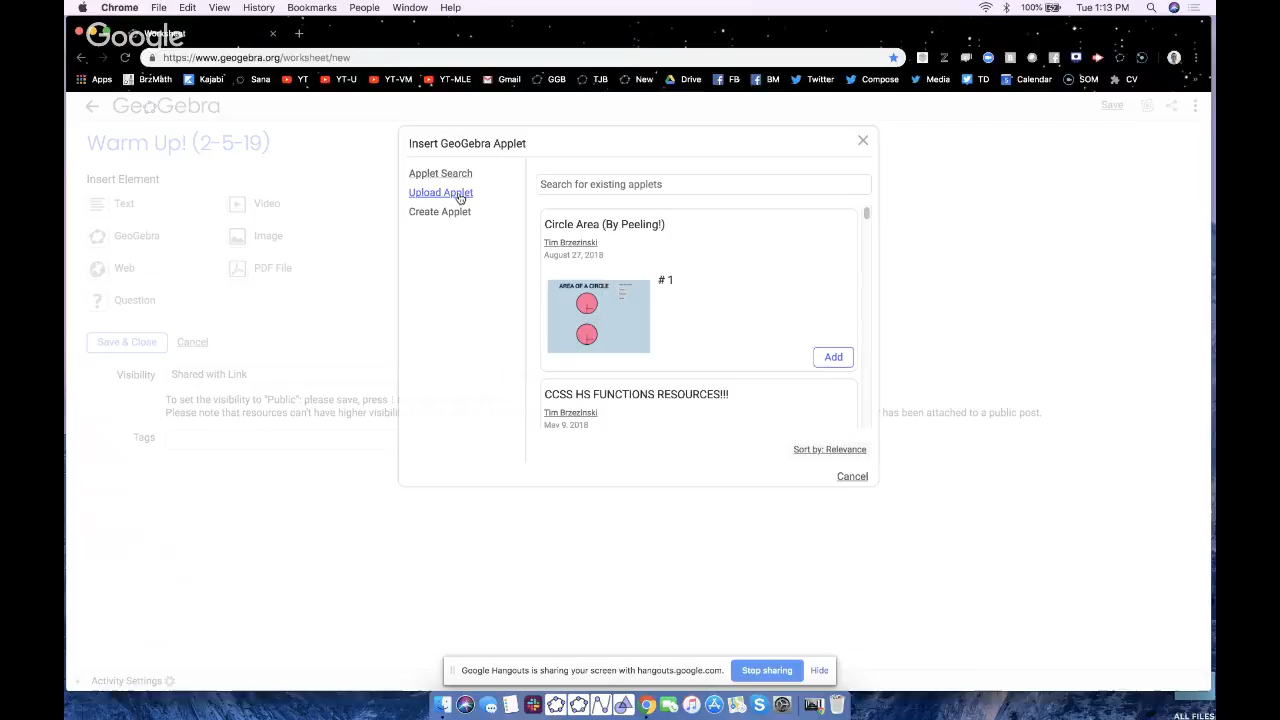 Chrome File Edit View History Bookmarks People Window Help 100% Tue 1:13 PM
Google
Worksheet
https://www.geogebra.org/worksheet/new
Apps BrzMath Kajabi Sana YT YT-U YT-VM YT-MLE Gmail GGB TJB New Drive FB BM Twitter Compose Media TD Calendar SOM CV »
GeoGebra Save
Warm Up! (2-5-19)
Insert Element
Text Video
GeoGebra Image
Web PDF File
Question
Save & Close Cancel
Visibility Shared with Link
To set the visibility to "Public": please save, press
Please note that resources can't have higher visibili
has been attached to a public post.
Tags
Insert GeoGebra Applet
Applet Search
Upload Applet
Create Applet
Search for existing applets
Circle Area (By Peeling!)
Tim Brzezinski
August 27, 2018
AREA OF A CIRCLE
# 1
Add
CCSS HS FUNCTIONS RESOURCES!!!
Tim Brzezinski
May 9, 2018
Sort by: Relevance
Cancel
Activity Settings
Google Hangouts is sharing your screen with hangouts.google.com. Stop sharing Hide
ALL FILES